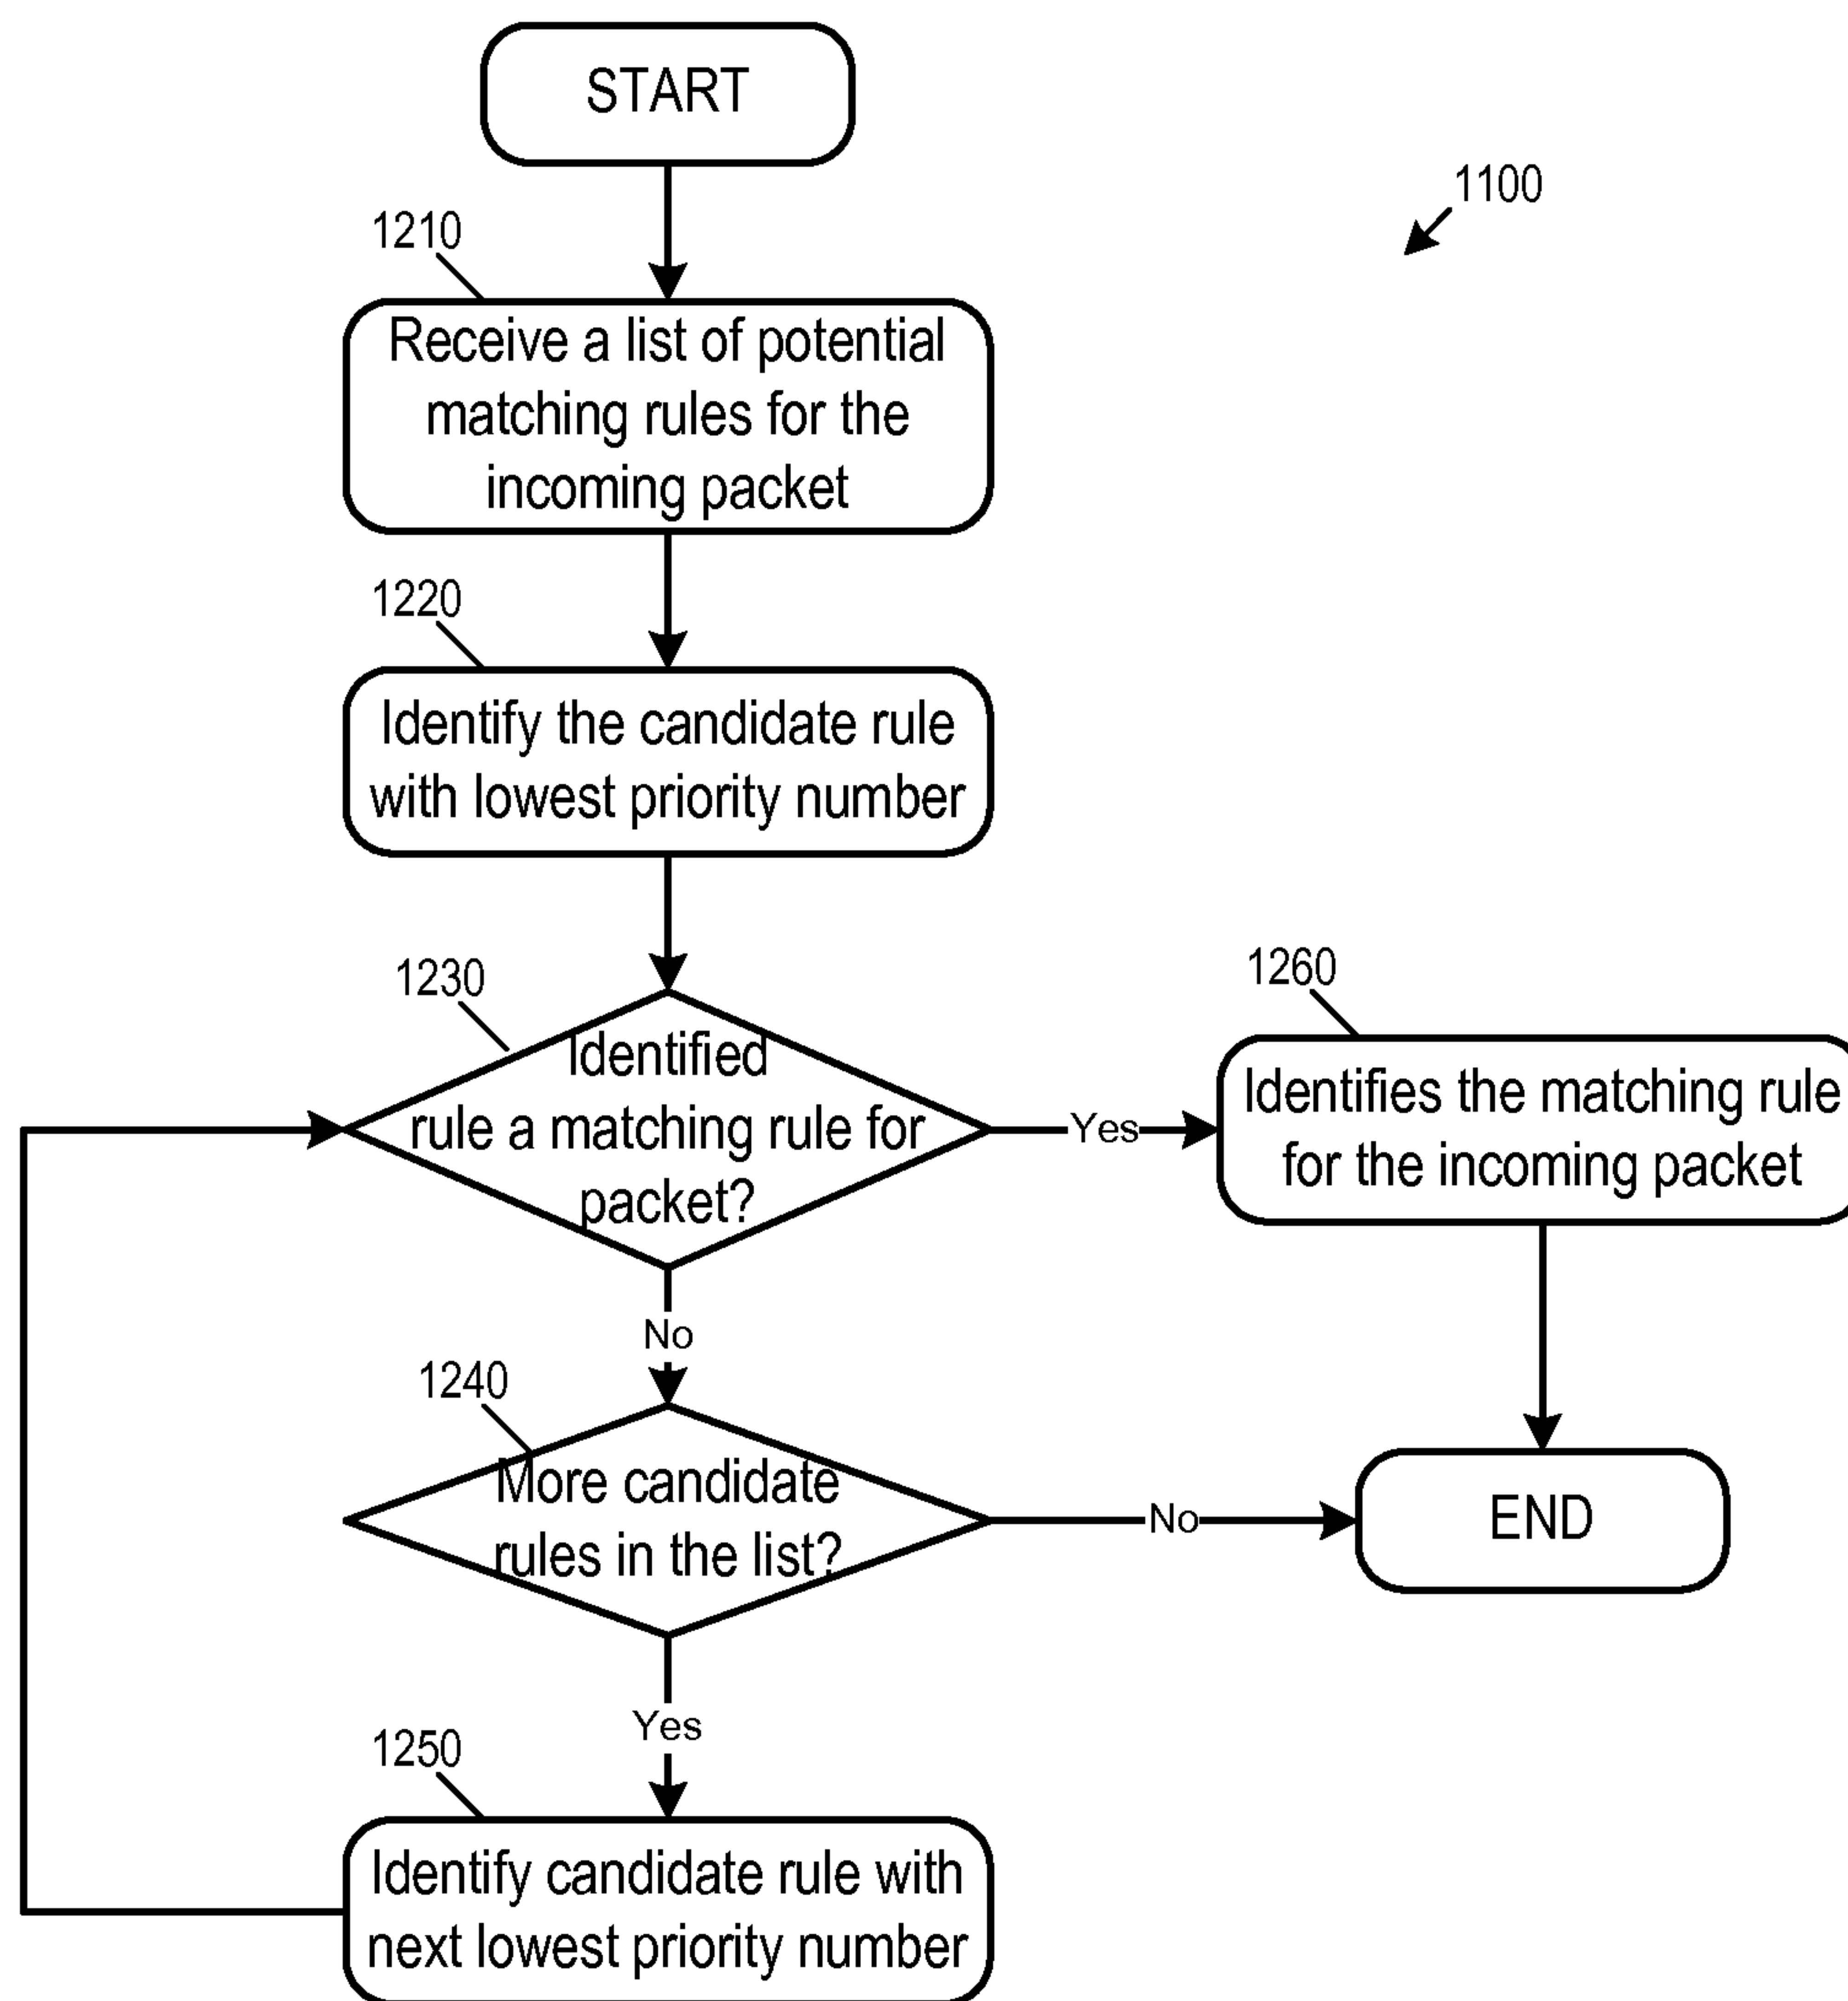 START
1100
1210
Receive a list of potential
matching rules for the
incoming packet
1220
Identify the candidate rule
with lowest priority number
1230
Identified
rule a matching rule for
packet?
Yes
1260
Identifies the matching rule
for the incoming packet
No
1240
More candidate
rules in the list?
No
END
Yes
1250
Identify candidate rule with
next lowest priority number